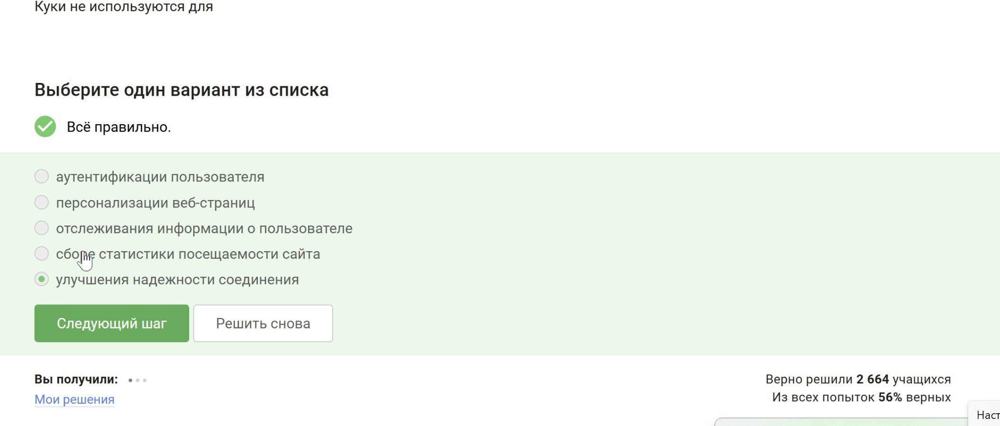 Куки не используются для
Выберите один вариант из списка
Всё правильно.
аутентификации пользователя
персонализации веб-страниц
отслеживания информации о пользователе
сборе статистики посещаемости сайта
улучшения надежности соединения
Следующий шаг
Решить снова
Вы получили:
Мои решения
Верно решили 2 664 учащихся
Из всех попыток 56% верных
Наст